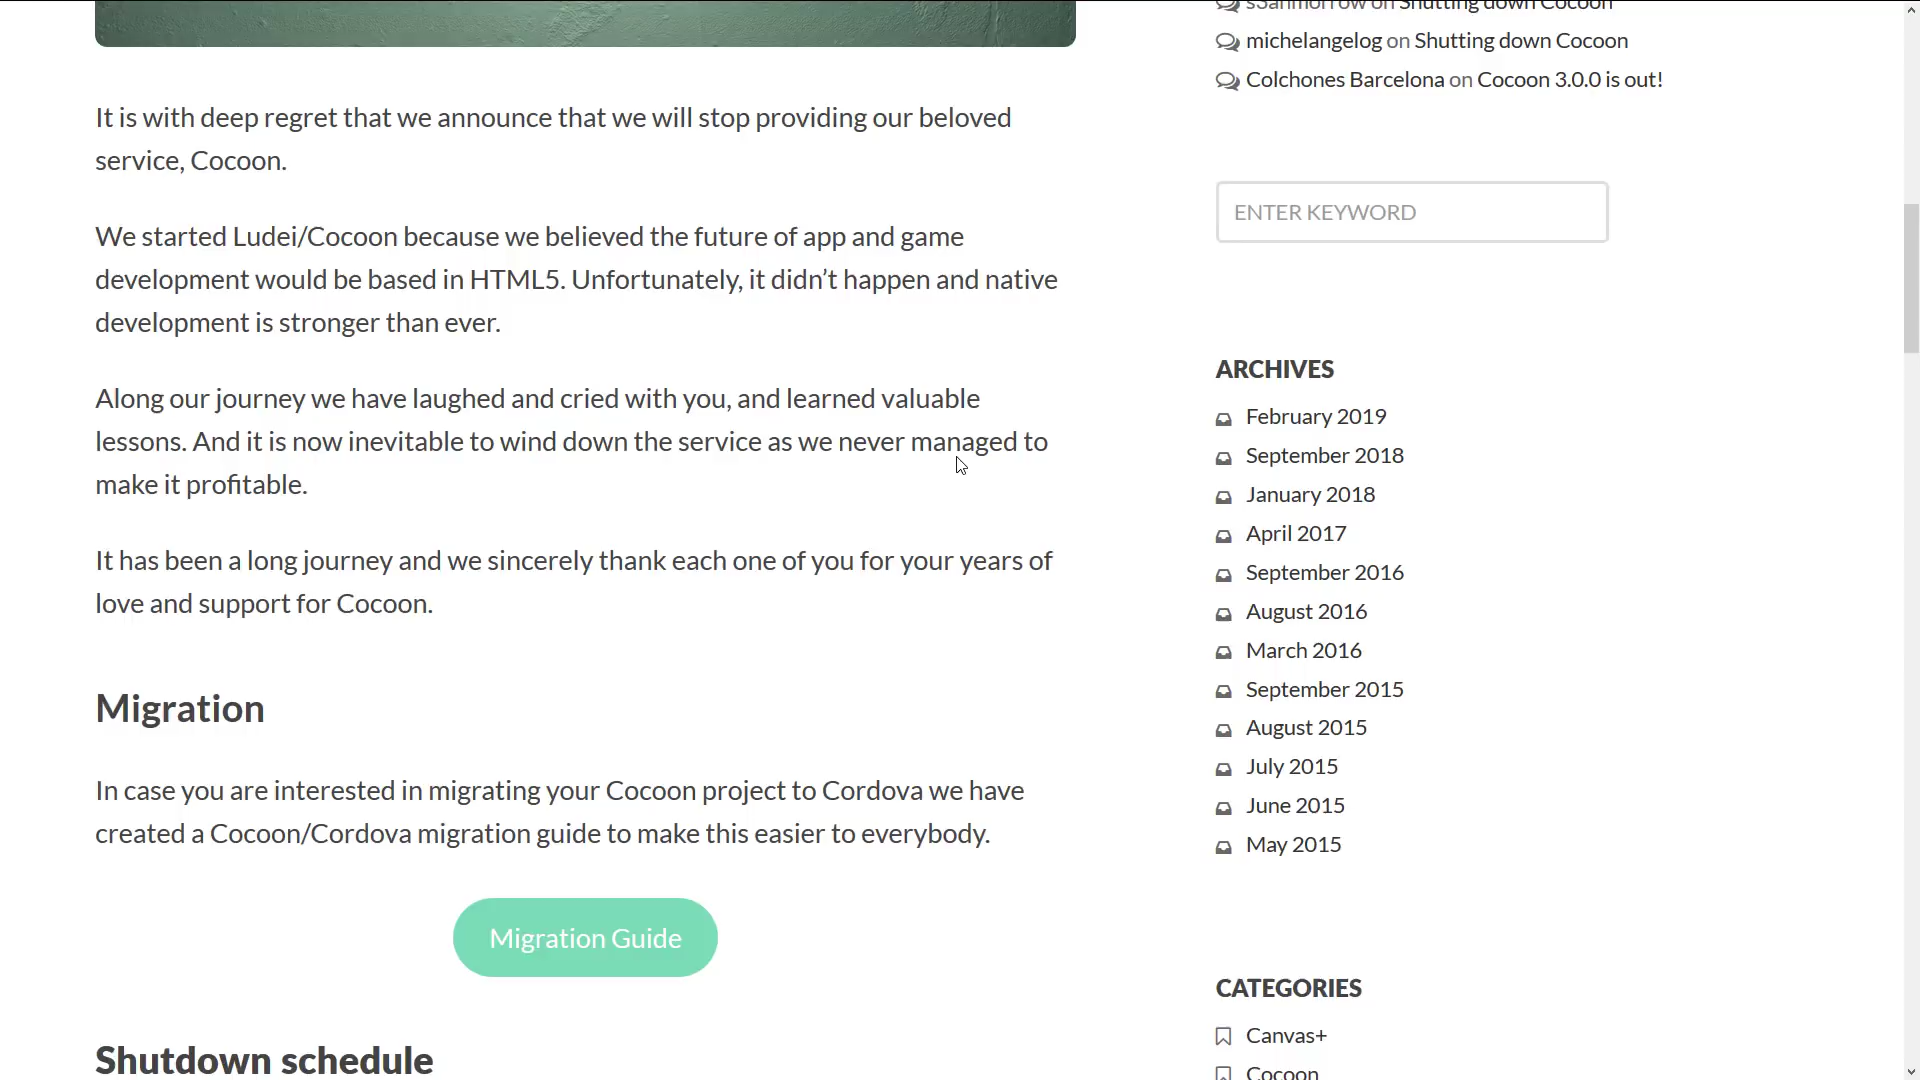 It is with deep regret that we announce that we will stop providing our beloved
service, Cocoon.
We started Ludei/Cocoon because we believed the future of app and game
development would be based in HTML5. Unfortunately, it didn’t happen and native
development is stronger than ever.
Along our journey we have laughed and cried with you, and learned valuable
lessons. And it is now inevitable to wind down the service as we never managed to
make it profitable.
It has been a long journey and we sincerely thank each one of you for your years of
love and support for Cocoon.
Migration
In case you are interested in migrating your Cocoon project to Cordova we have
created a Cocoon/Cordova migration guide to make this easier to everybody.
Migration Guide
Shutdown schedule
on Shutting down Cocoon
michelangelog on Shutting down Cocoon
Colchones Barcelona on Cocoon 3.0.0 is out!
ENTER KEYWORD
ARCHIVES
February 2019
September 2018
January 2018
April 2017
September 2016
August 2016
March 2016
September 2015
August 2015
July 2015
June 2015
May 2015
CATEGORIES
Canvas+
Cocoon